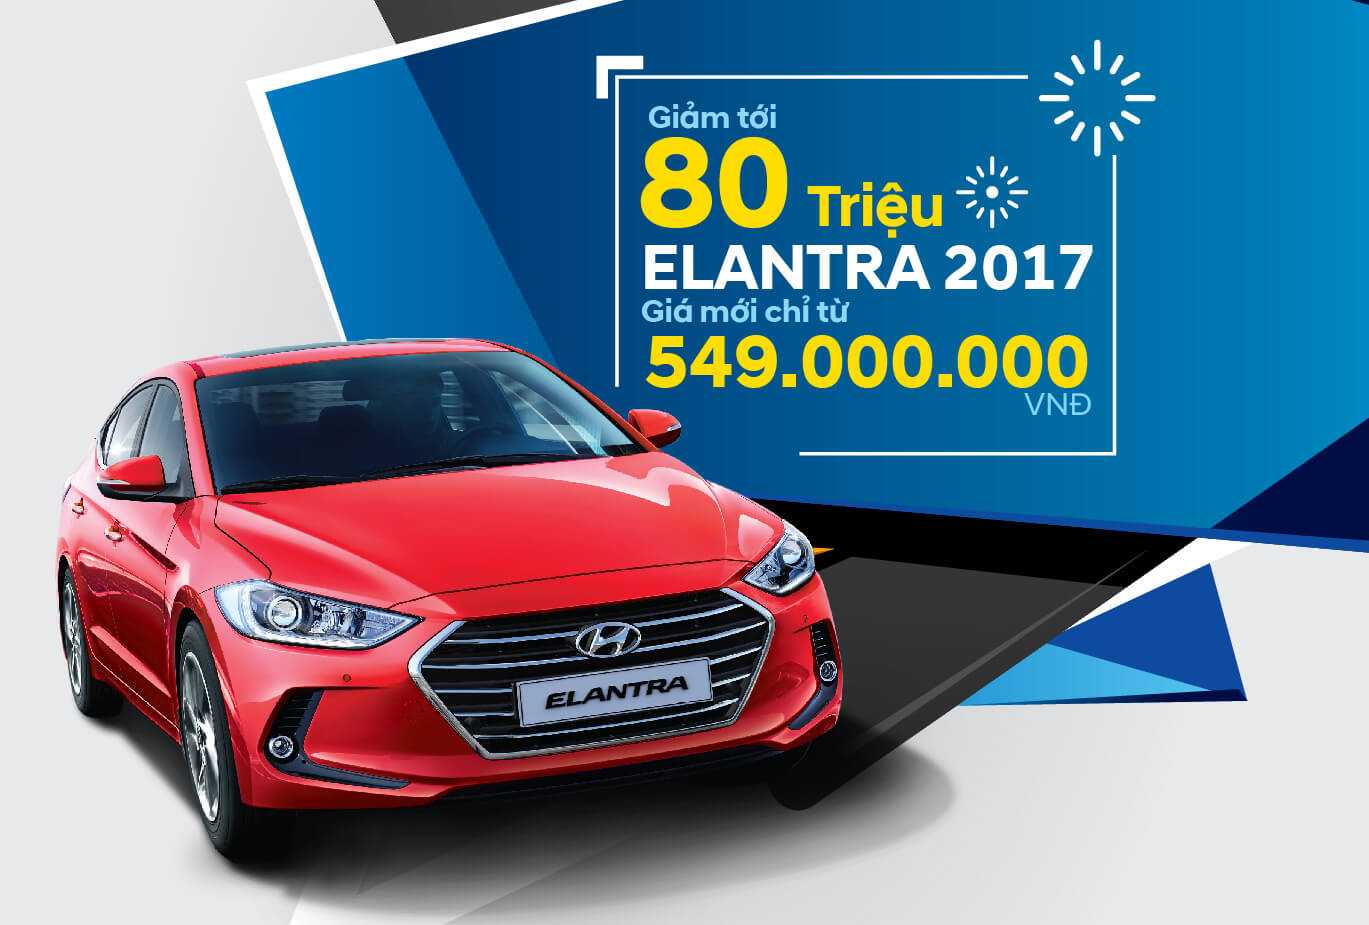 Giảm tới
80 Triệu
ELANTRA 2017
Giá mới chỉ từ
549.000.000
VNĐ
ELANTRA